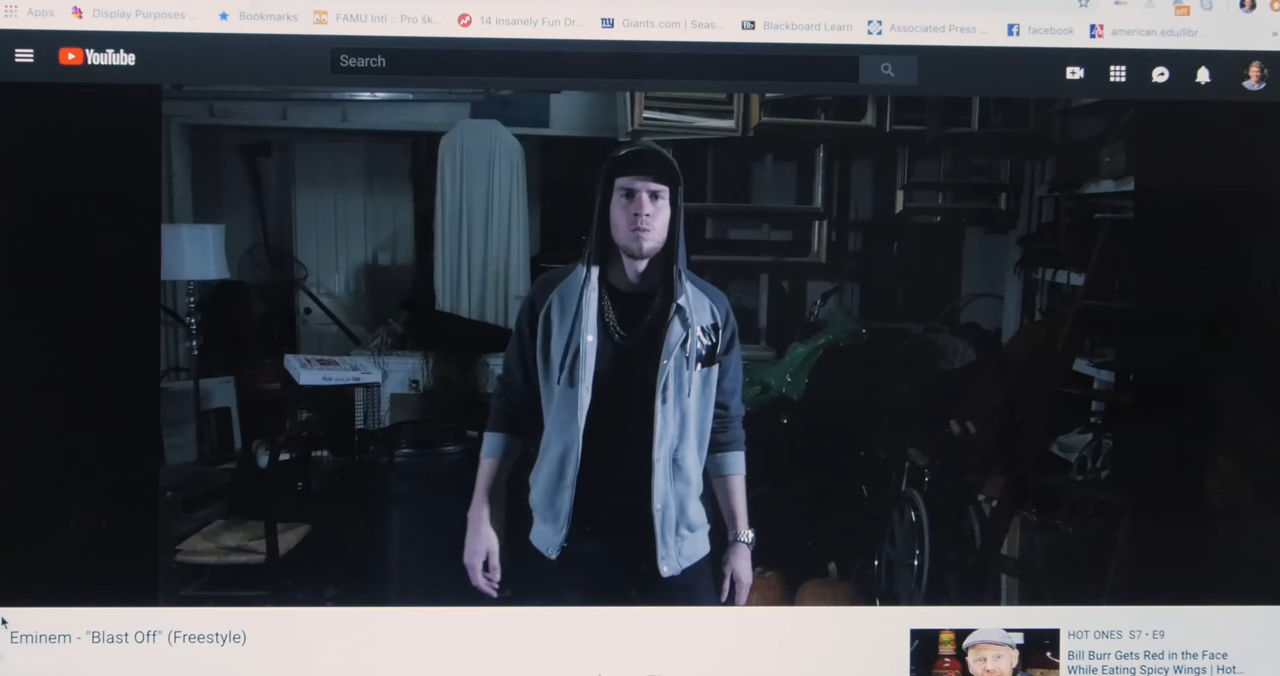 Apps Display Purposes ... Bookmarks FAMU Intl :: Pro šk... 14 Insanely Fun Dr... Giants.com | Seas... Blackboard Learn Associated Press ... facebook american.edu/libr... »
off
YouTube
Search
Eminem - "Blast Off" (Freestyle)
HOT ONES S7 • E9
Bill Burr Gets Red in the Face
While Eating Spicy Wings | Hot...